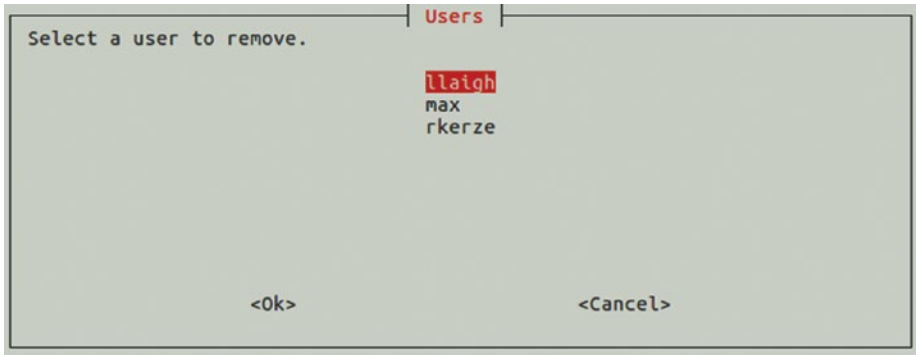 Users
Select a user to remove.
llaigh
max
rkerze
<Ok> <Cancel>